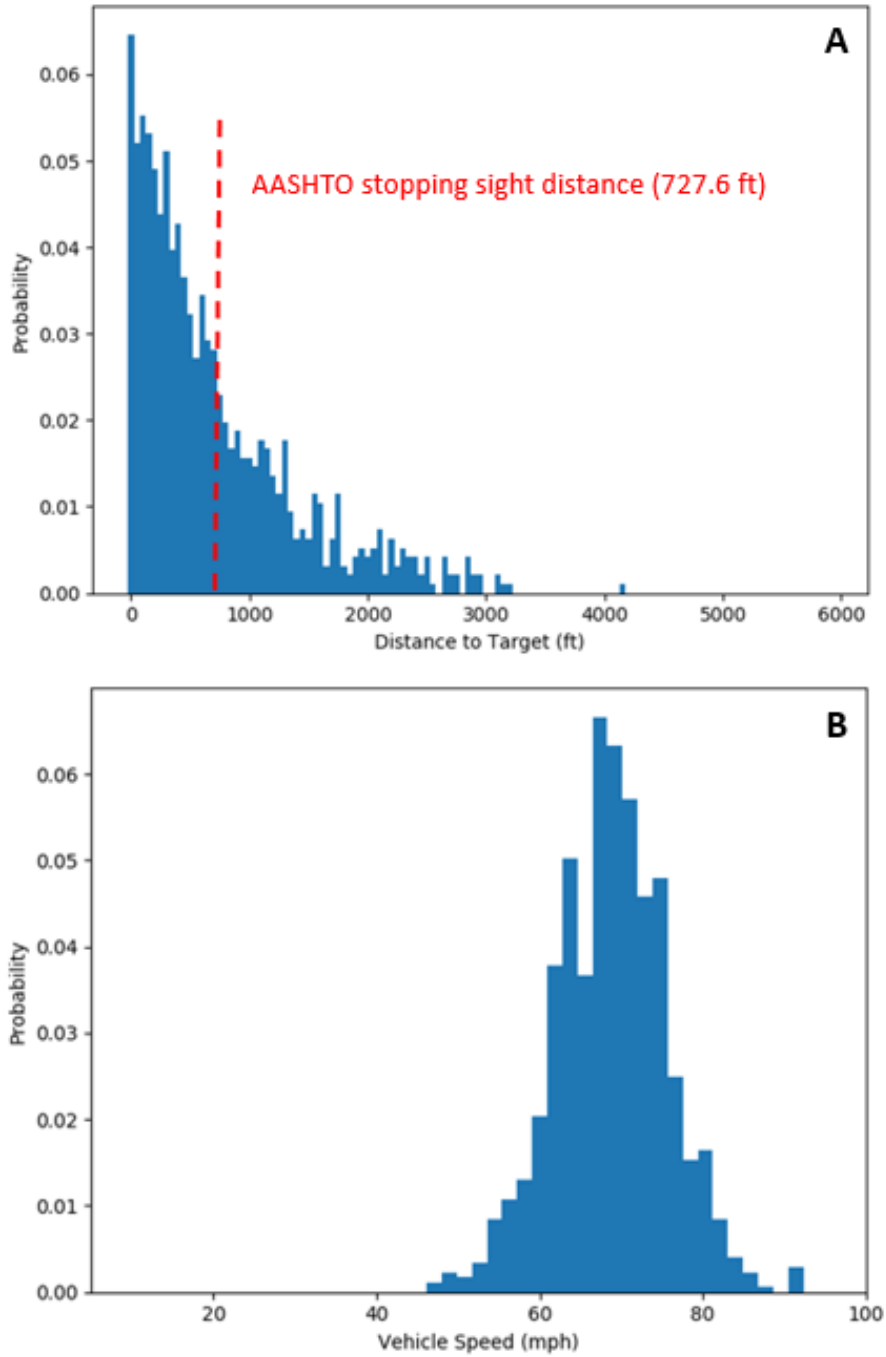 A
0.06
0.05
AASHTO stopping sight distance (727.6 ft)
0.04
Probability
0.03
0.02
0.01
0.00
0 1000 2000 3000 4000 5000 6000
Distance to Target (ft)
B
0.06
0.05
0.04
Probability
0.03
0.02
0.01
0.00
20 40 60 80 100
Vehicle Speed (mph)